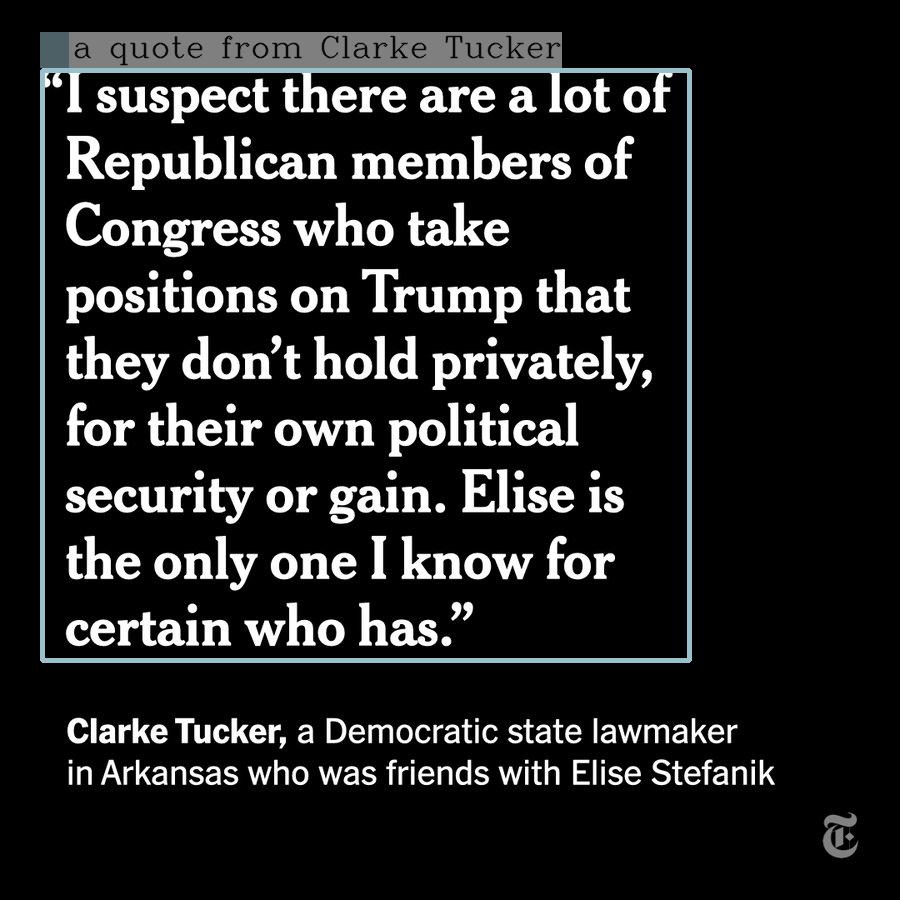 a quote from Clarke Tucker
“I suspect there are a lot of
Republican members of
Congress who take
positions on Trump that
they don’t hold privately,
for their own political
security or gain. Elise is
the only one I know for
certain who has.”
Clarke Tucker, a Democratic state lawmaker
in Arkansas who was friends with Elise Stefanik
T